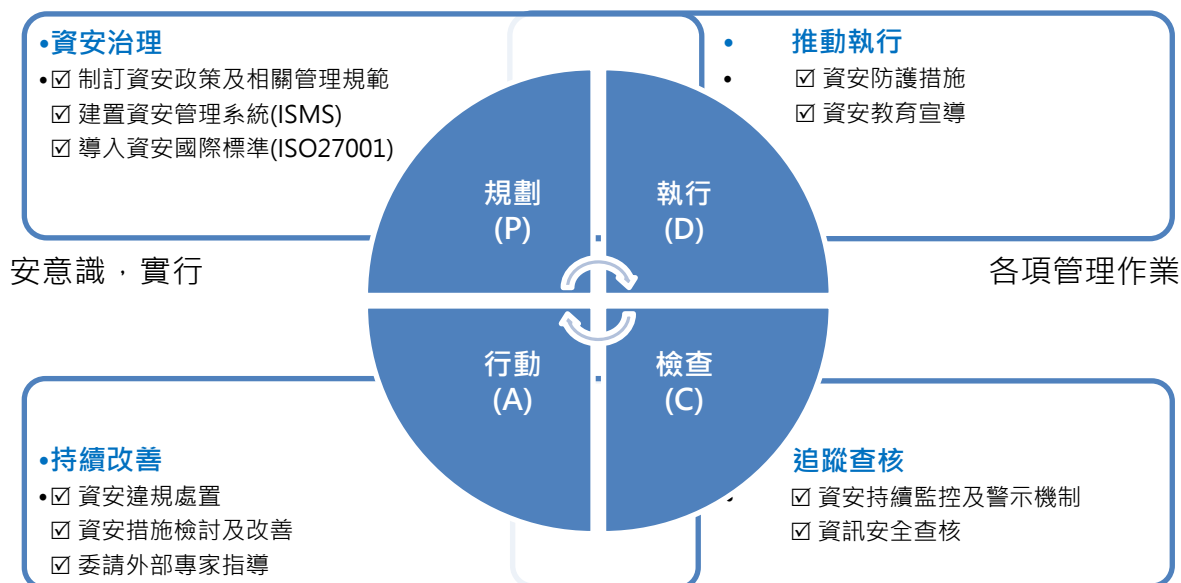 •資安治理
•☑ 制訂資安政策及相關管理規範
☑ 建置資安管理系統(ISMS)
☑ 導入資安國際標準(ISO27001)
• 推動執行
• ☑ 資安防護措施
☑ 資安教育宣導
規劃
(P)
執行
(D)
安意識，實行
各項管理作業
行動
(A)
檢查
(C)
•持續改善
•☑ 資安違規處置
☑ 資安措施檢討及改善
☑ 委請外部專家指導
追蹤查核
☑ 資安持續監控及警示機制
☑ 資訊安全查核